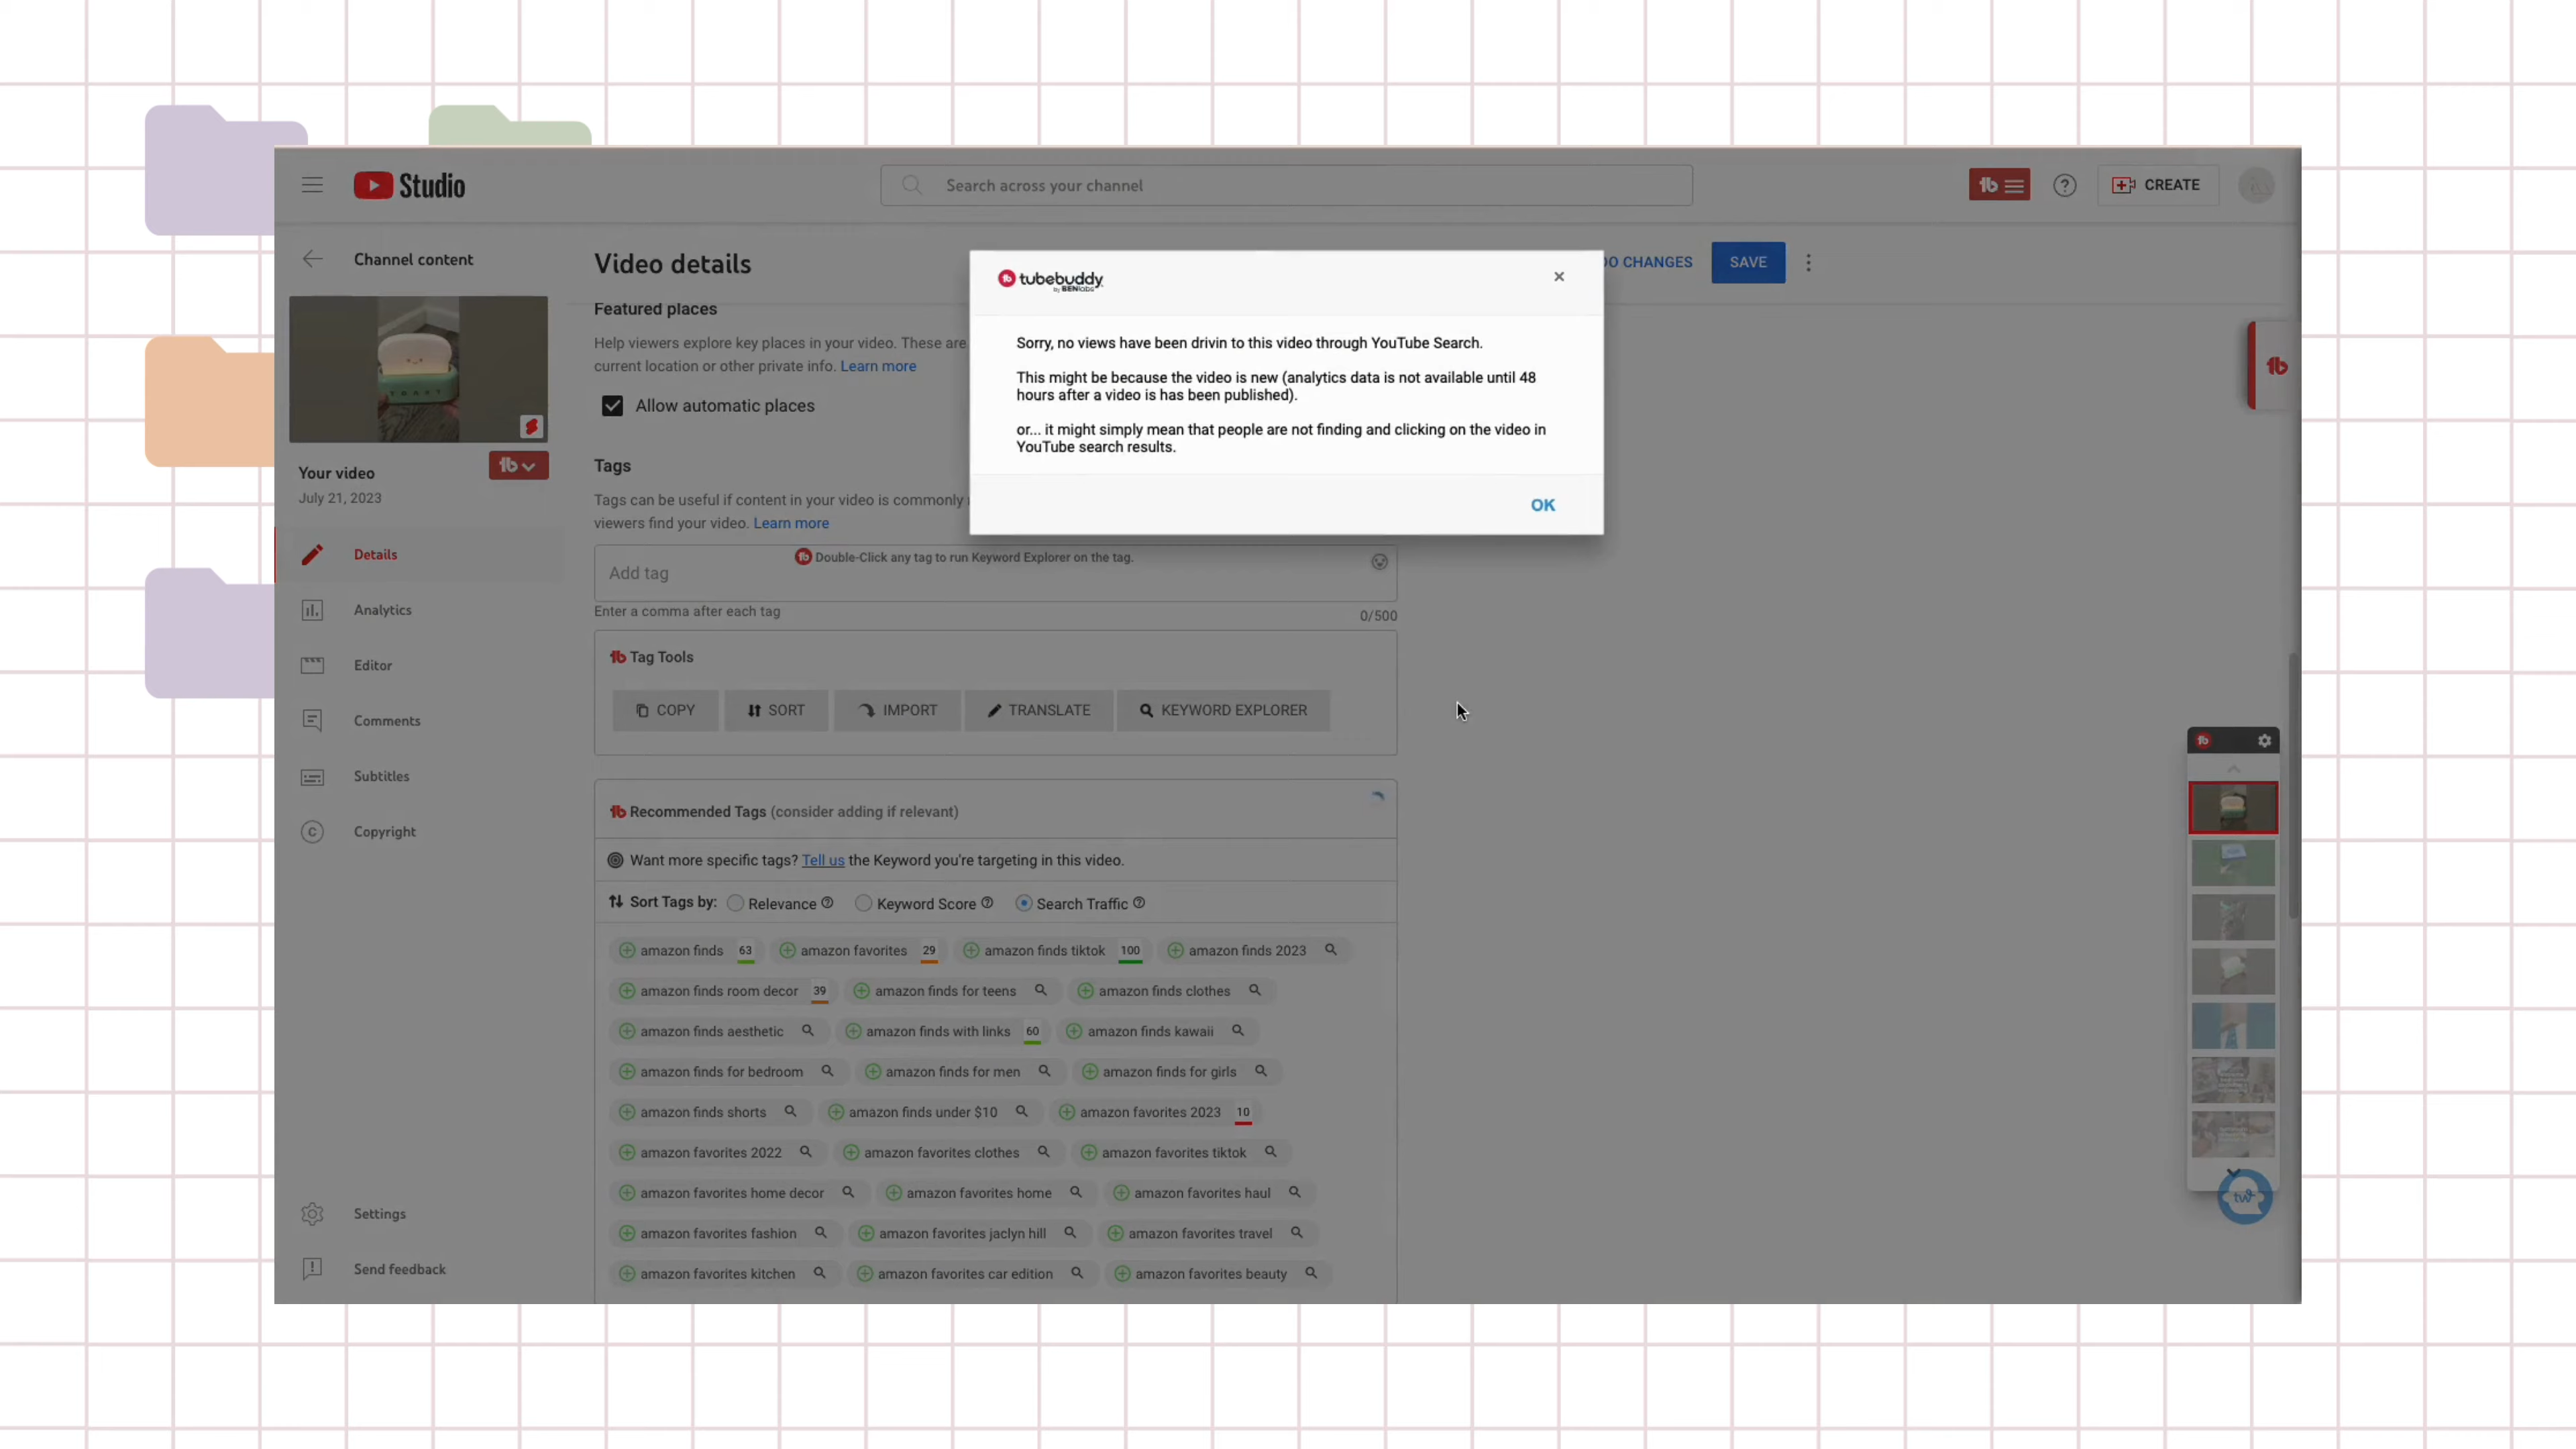 Studio
Search across your channel
CREATE
Channel content
Video details
DO CHANGES
SAVE
tubebuddy
by BENlabs
Sorry, no views have been drivin to this video through YouTube Search.
This might be because the video is new (analytics data is not available until 48
hours after a video is has been published).
or... it might simply mean that people are not finding and clicking on the video in
YouTube search results.
OK
Featured places
Help viewers explore key places in your video. These are
current location or other private info. Learn more
Allow automatic places
Your video
July 21, 2023
Tags
Tags can be useful if content in your video is commonly
viewers find your video. Learn more
Double-Click any tag to run Keyword Explorer on the tag.
Add tag
Enter a comma after each tag
0/500
Details
Analytics
Editor
Comments
Subtitles
Copyright
Settings
Send feedback
Tag Tools
COPY SORT IMPORT TRANSLATE KEYWORD EXPLORER
Recommended Tags (consider adding if relevant)
Want more specific tags? Tell us the Keyword you're targeting in this video.
Sort Tags by: Relevance Keyword Score Search Traffic
amazon finds 63 amazon favorites 29 amazon finds tiktok 100 amazon finds 2023
amazon finds room decor 39 amazon finds for teens amazon finds clothes
amazon finds aesthetic amazon finds with links 60 amazon finds kawaii
amazon finds for bedroom amazon finds for men amazon finds for girls
amazon finds shorts amazon finds under $10 amazon favorites 2023 10
amazon favorites 2022 amazon favorites clothes amazon favorites tiktok
amazon favorites home decor amazon favorites home amazon favorites haul
amazon favorites fashion amazon favorites jaclyn hill amazon favorites travel
amazon favorites kitchen amazon favorites car edition amazon favorites beauty